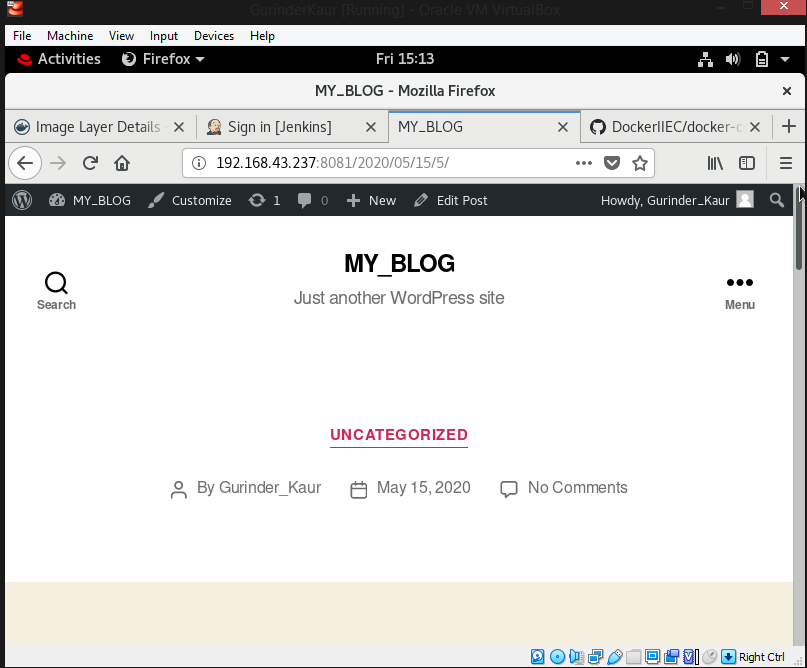 GurinderKaur [Running] - Oracle VM VirtualBox
File Machine View Input Devices Help
Activities Firefox Fri 15:13
MY_BLOG - Mozilla Firefox
Image Layer Details Sign in [Jenkins] MY_BLOG DockerIIEC/docker-c
192.168.43.237:8081/2020/05/15/5/
MY_BLOG Customize 1 0 New Edit Post Howdy, Gurinder_Kaur
MY_BLOG
Just another WordPress site
Search Menu
UNCATEGORIZED
By Gurinder_Kaur May 15, 2020 No Comments
Right Ctrl